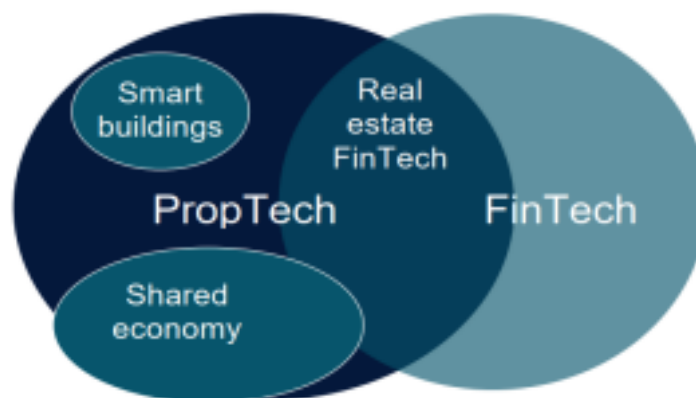 Smart
buildings
Real
estate
FinTech
PropTech
FinTech
Shared
economy